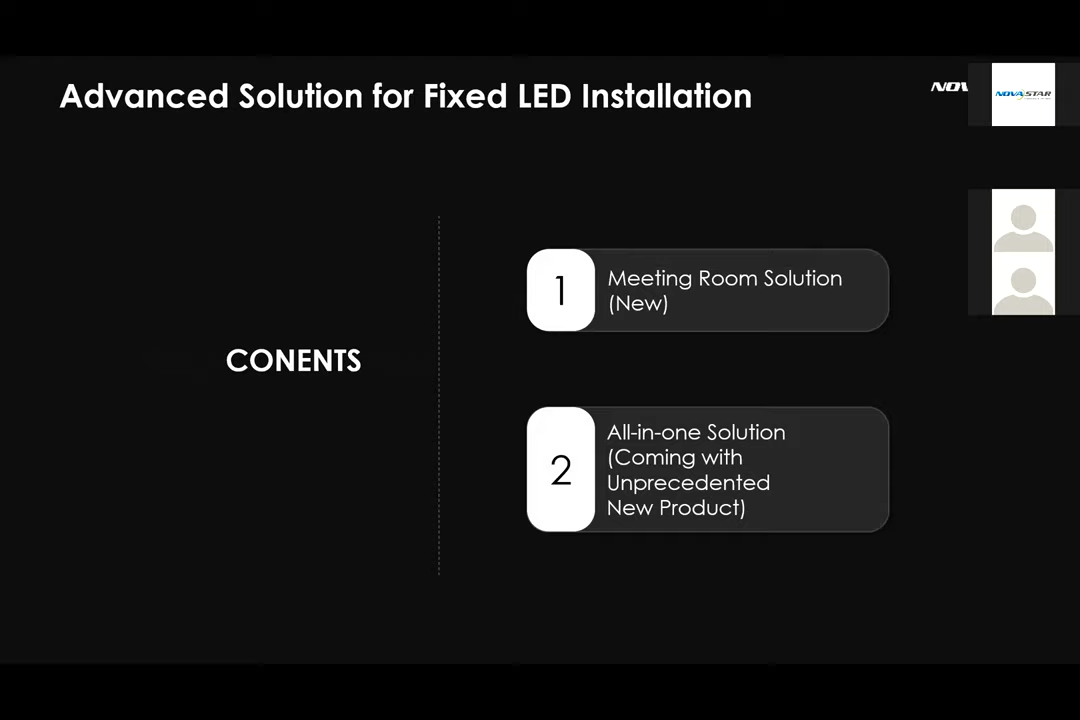 Advanced Solution for Fixed LED Installation
NOV
NOVASTAR
CONENTS
1
Meeting Room Solution
(New)
2
All-in-one Solution
(Coming with
Unprecedented
New Product)